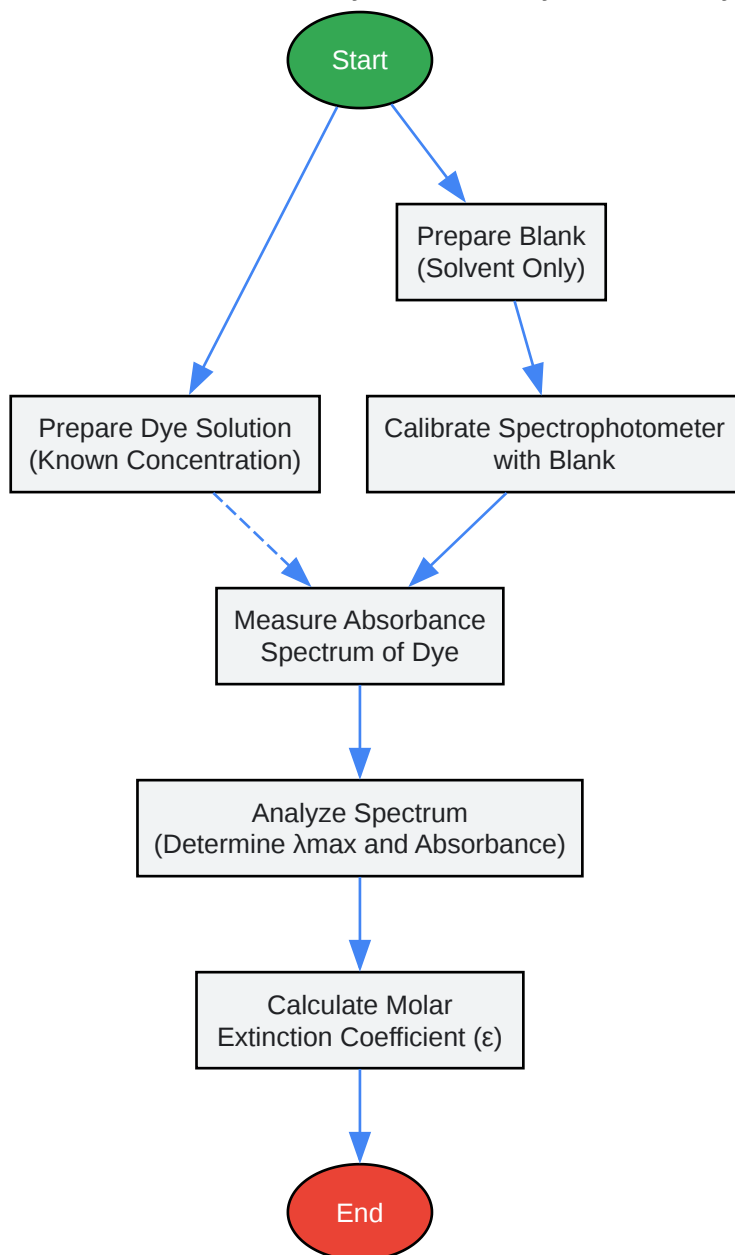 Start
Prepare Blank
(Solvent Only)
Prepare Dye Solution
(Known Concentration)
Calibrate Spectrophotometer
with Blank
Measure Absorbance
Spectrum of Dye
Analyze Spectrum
(Determine λmax and Absorbance)
Calculate Molar
Extinction Coefficient (ε)
End